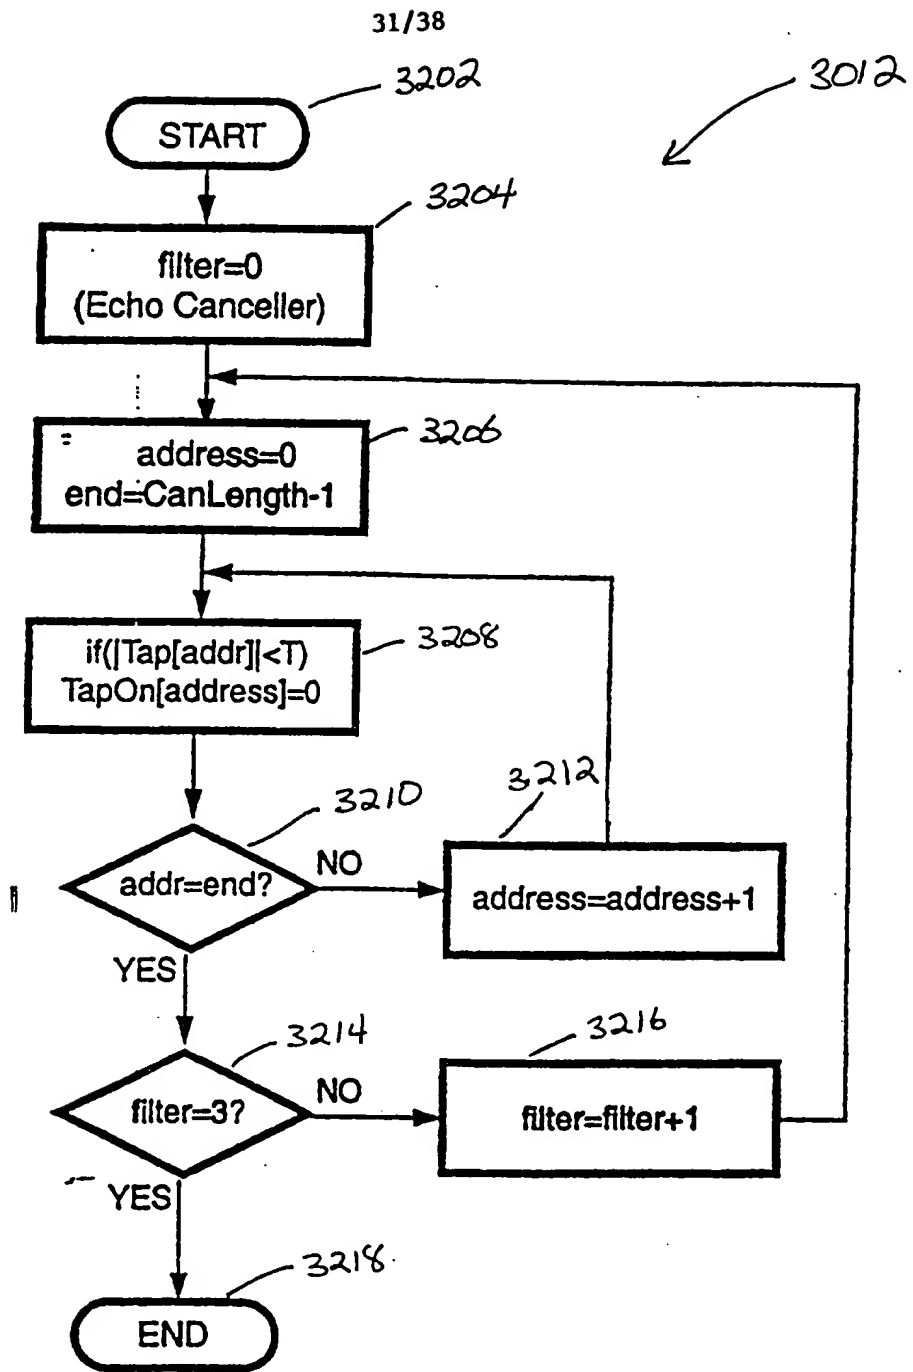 31/38
3202
3012
START
3204
filter=0
(Echo Canceller)
3206
address=0
end=CanLength-1
3208
if(|Tap[addr]|<T)
TapOn[address]=0
3210
3212
addr=end?
NO
address=address+1
YES
3214
3216
filter=3?
NO
filter=filter+1
YES
3218
END